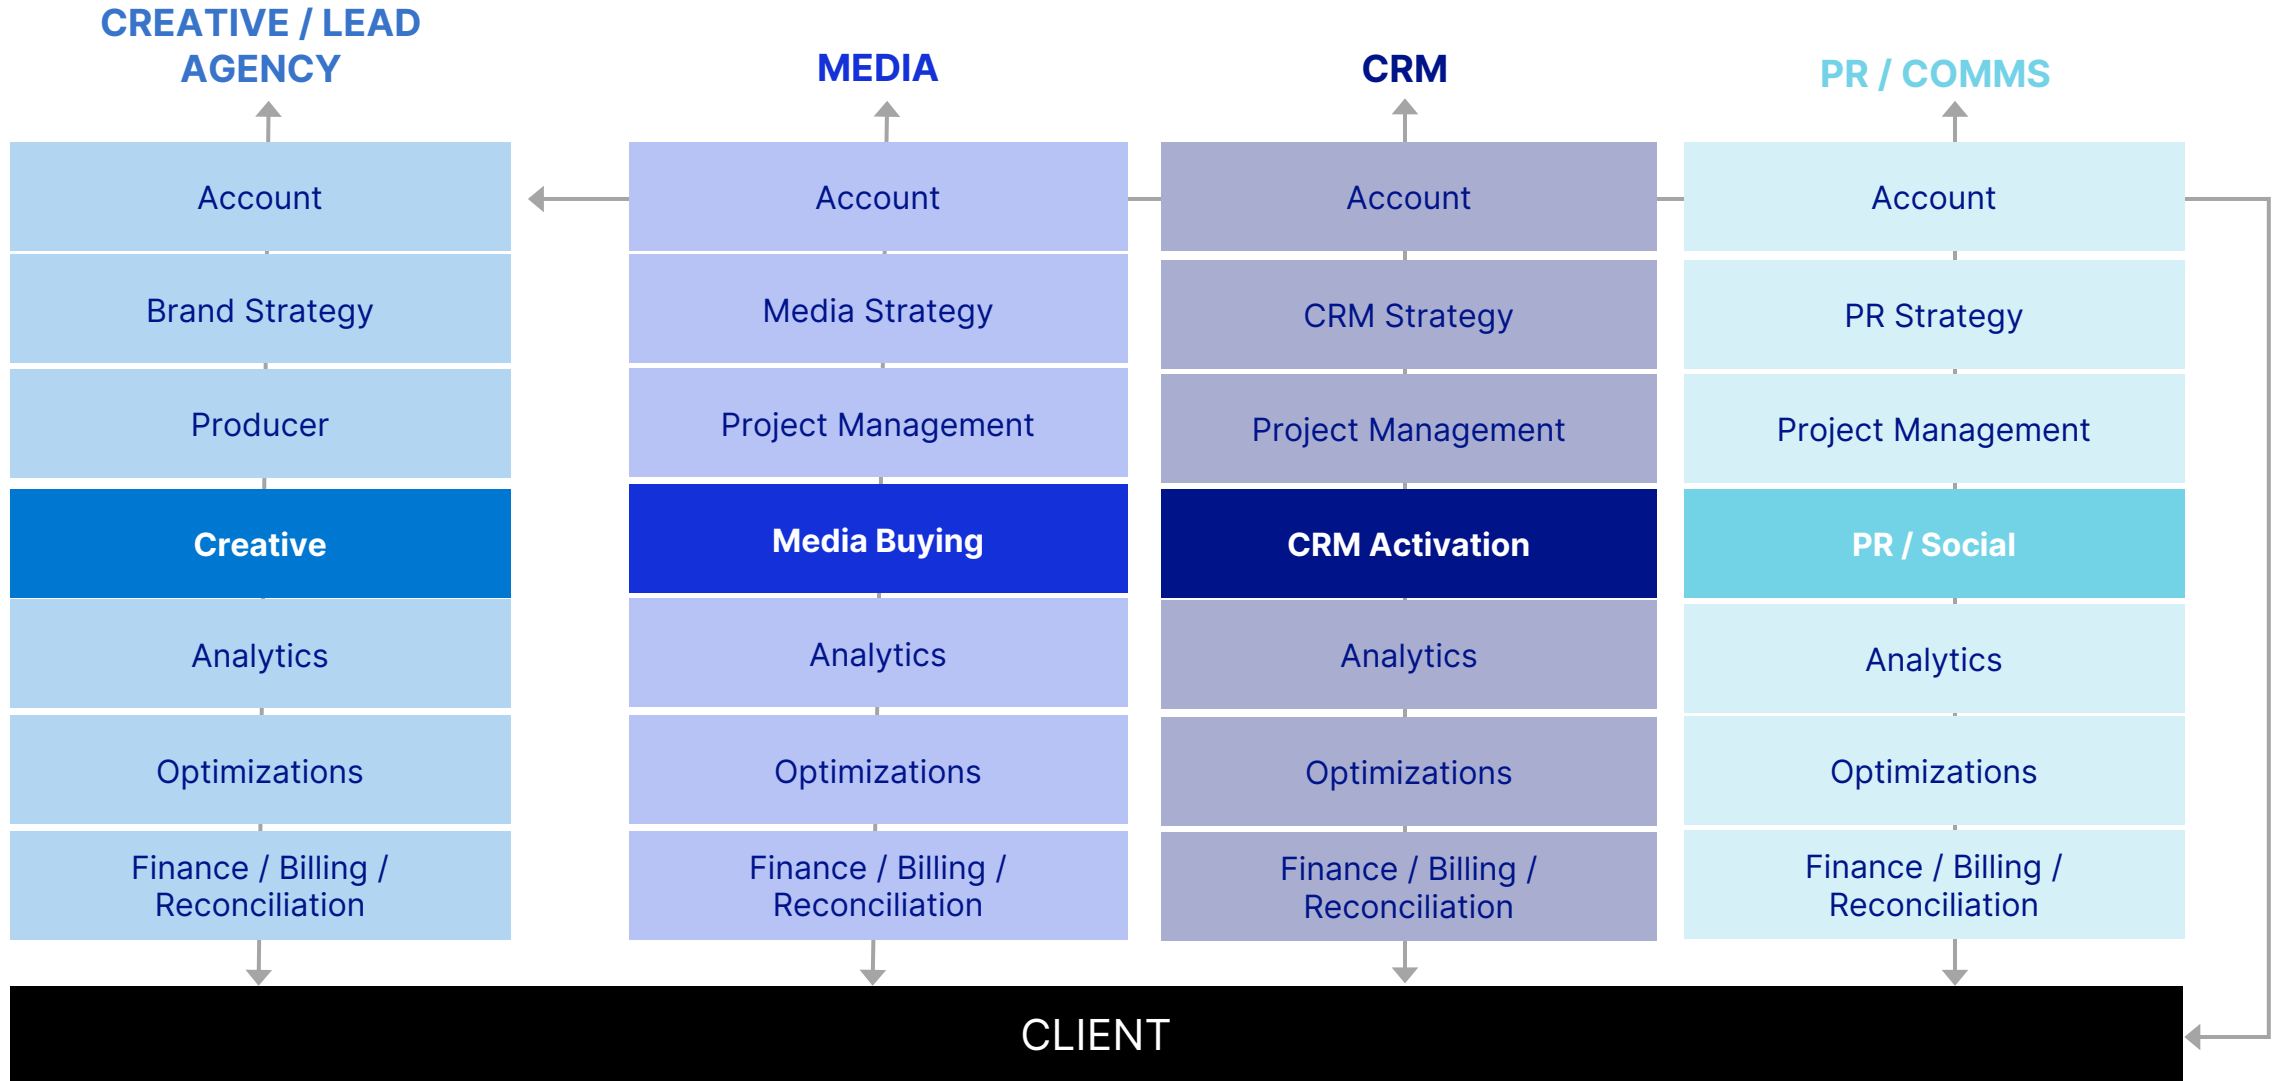 CREATIVE / LEAD
AGENCY
Account
Brand Strategy
Producer
Creative
Analytics
Optimizations
Finance / Billing /
Reconciliation
MEDIA
Account
Media Strategy
Project Management
Media Buying
Analytics
Optimizations
Finance / Billing /
Reconciliation
CRM
Account
CRM Strategy
Project Management
CRM Activation
Analytics
Optimizations
Finance / Billing /
Reconciliation
PR / COMMS
Account
PR Strategy
Project Management
PR / Social
Analytics
Optimizations
Finance / Billing /
Reconciliation
CLIENT